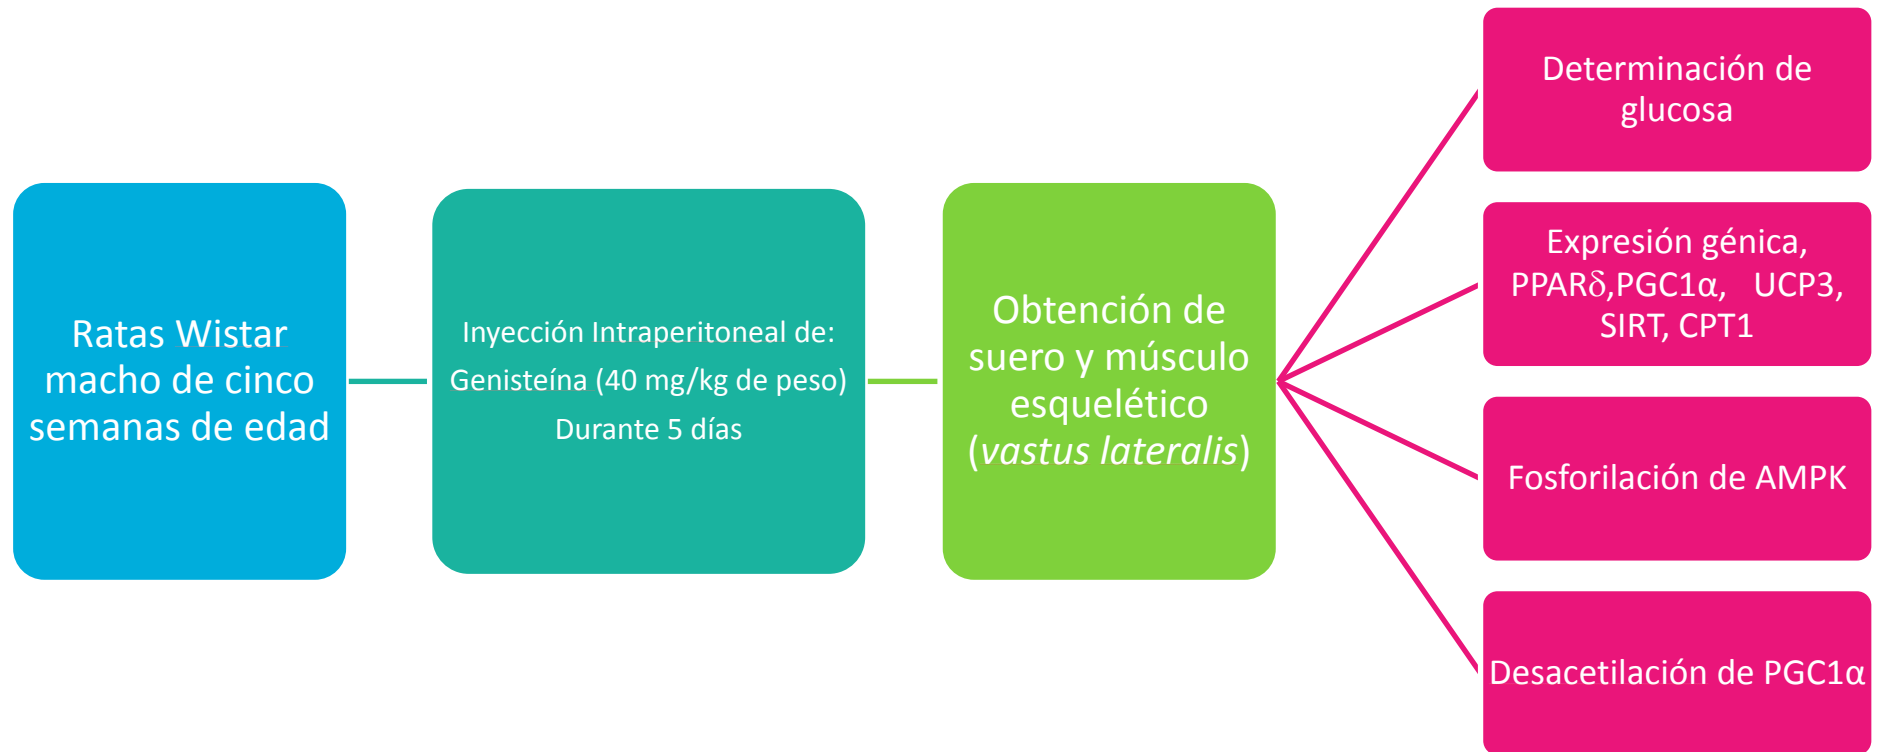 Ratas Wistar
macho de cinco
semanas de edad
Inyección Intraperitoneal de:
Genisteína (40 mg/kg de peso)
Durante 5 días
Obtención de
suero y músculo
esquelético
(vastus lateralis)
Determinación de
glucosa
Expresión génica,
PPARδ,PGC1α, UCP3,
SIRT, CPT1
Fosforilación de AMPK
Desacetilación de PGC1α